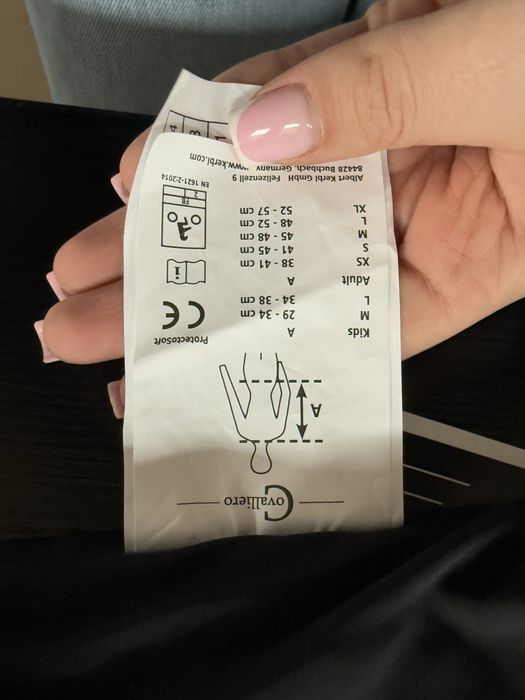 Covalliero
A
Kids A
M 29 - 34 cm
L 34 - 38 cm
Adult A
XS 38 - 41 cm
S 41 - 45 cm
M 45 - 48 cm
L 48 - 52 cm
XL 52 - 57 cm
ProtectoSoft
CE
i
FB
2
EN 1621-2:2014
Albert Kerbl GmbH Felizenzell 9
84428 Buchbach, Germany www.kerbl.com
4